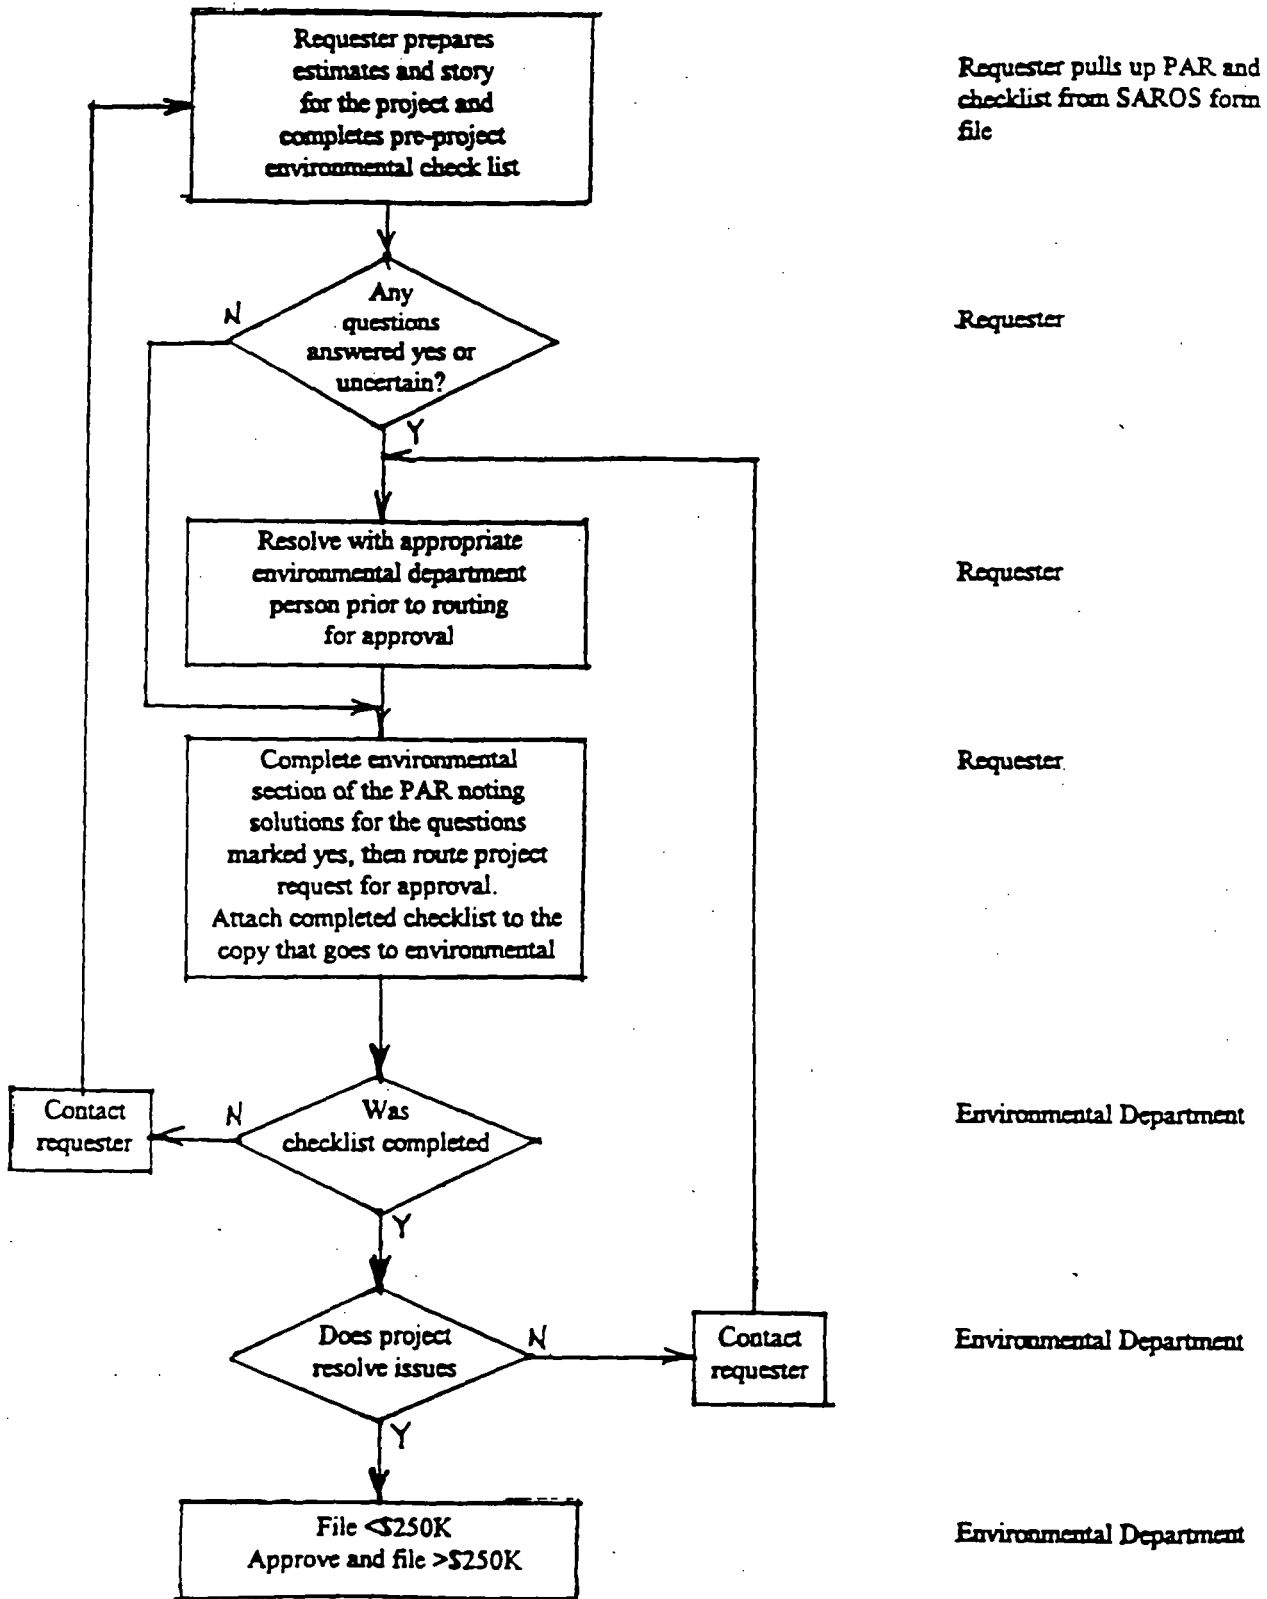 Requester prepares
estimates and story
for the project and
completes pre-project
environmental check list
Requester pulls up PAR and
checklist from SAROS form
file
N
Any
questions
answered yes or
uncertain?
Requester
Y
Resolve with appropriate
environmental department
person prior to routing
for approval
Requester
Complete environmental
section of the PAR noting
solutions for the questions
marked yes, then route project
request for approval.
Attach completed checklist to the
copy that goes to environmental
Requester
Contact
requester
N
Was
checklist completed
Environmental Department
Y
Does project
resolve issues
N
Contact
requester
Environmental Department
Y
File <$250K
Approve and file >$250K
Environmental Department